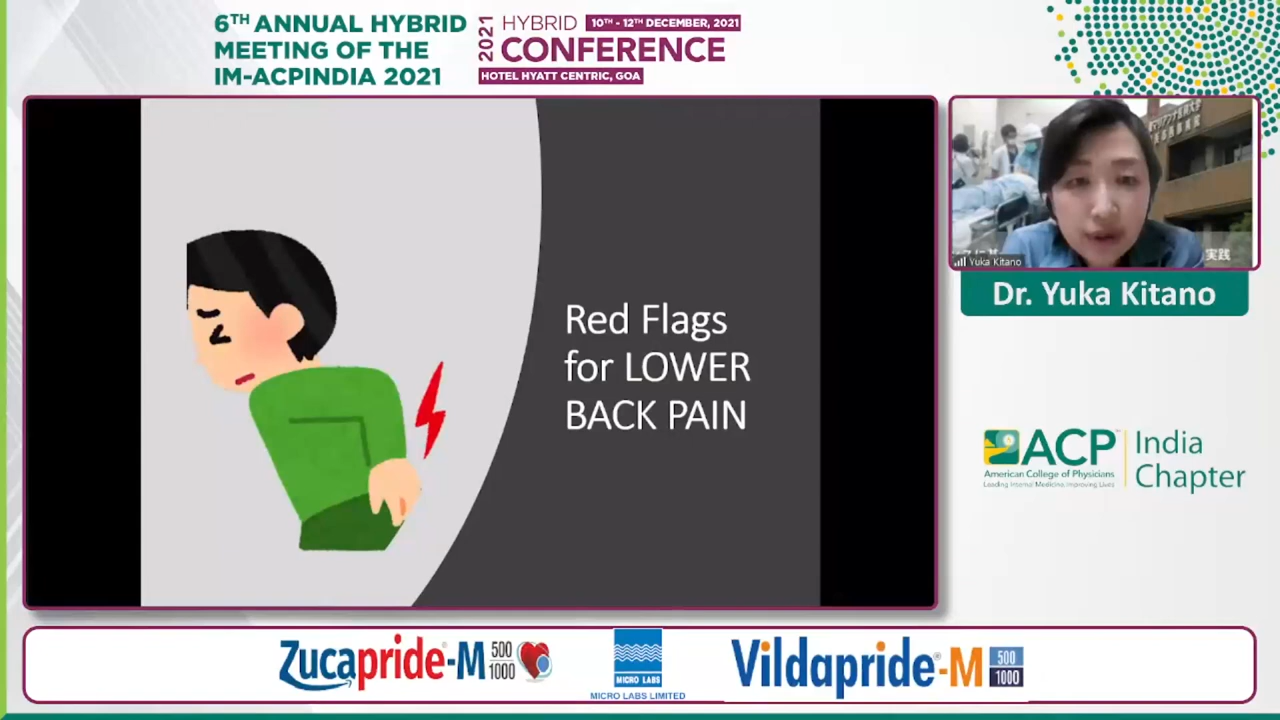 6TH ANNUAL HYBRID
MEETING OF THE
IM-ACPINDIA 2021
2021
HYBRID 10TH - 12TH DECEMBER, 2021
CONFERENCE
HOTEL HYATT CENTRIC, GOA
Red Flags
for LOWER
BACK PAIN
実践
Yuka Kitano
Dr. Yuka Kitano
ACP
American College of Physicians
Leading Internal Medicine, Improving Lives
India
Chapter
Zucapride®-M 500
1000
MICRO LABS
MICRO LABS LIMITED
Vildapride®-M 500
1000